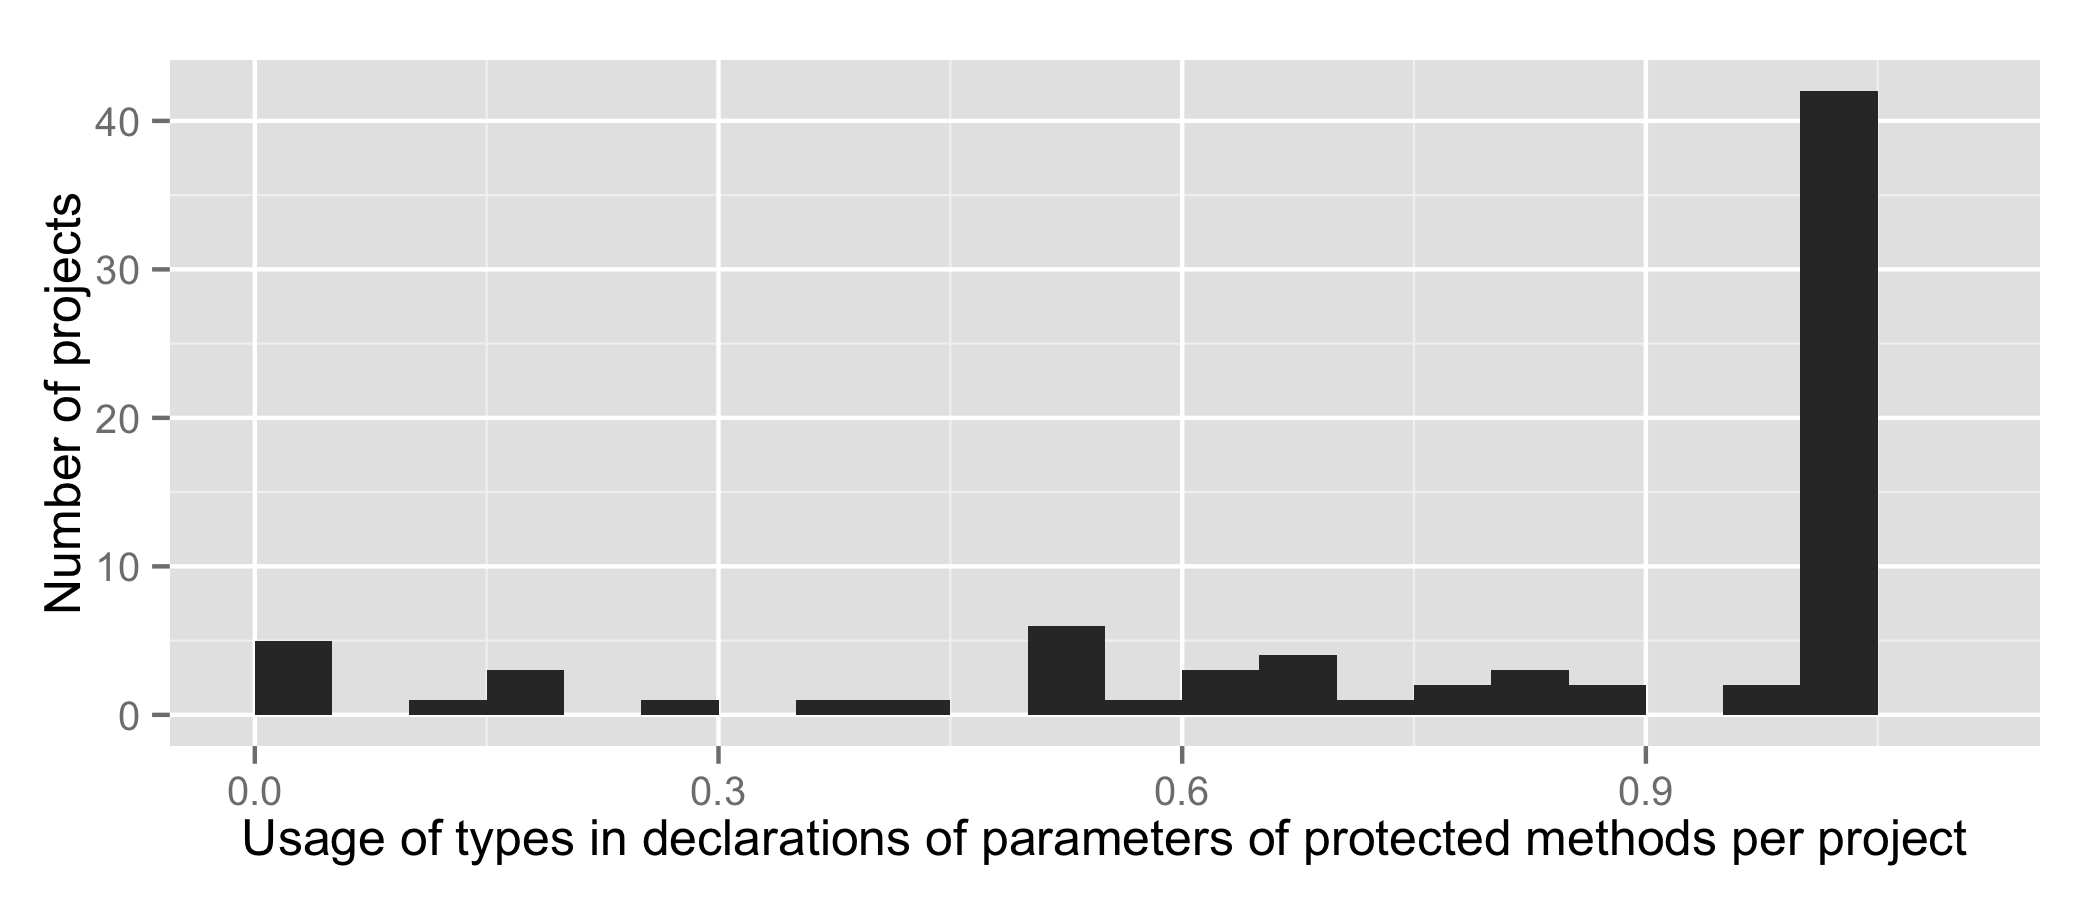 Number of projects
40
30
20
10
0
0.0 0.3 0.6 0.9
Usage of types in declarations of parameters of protected methods per project